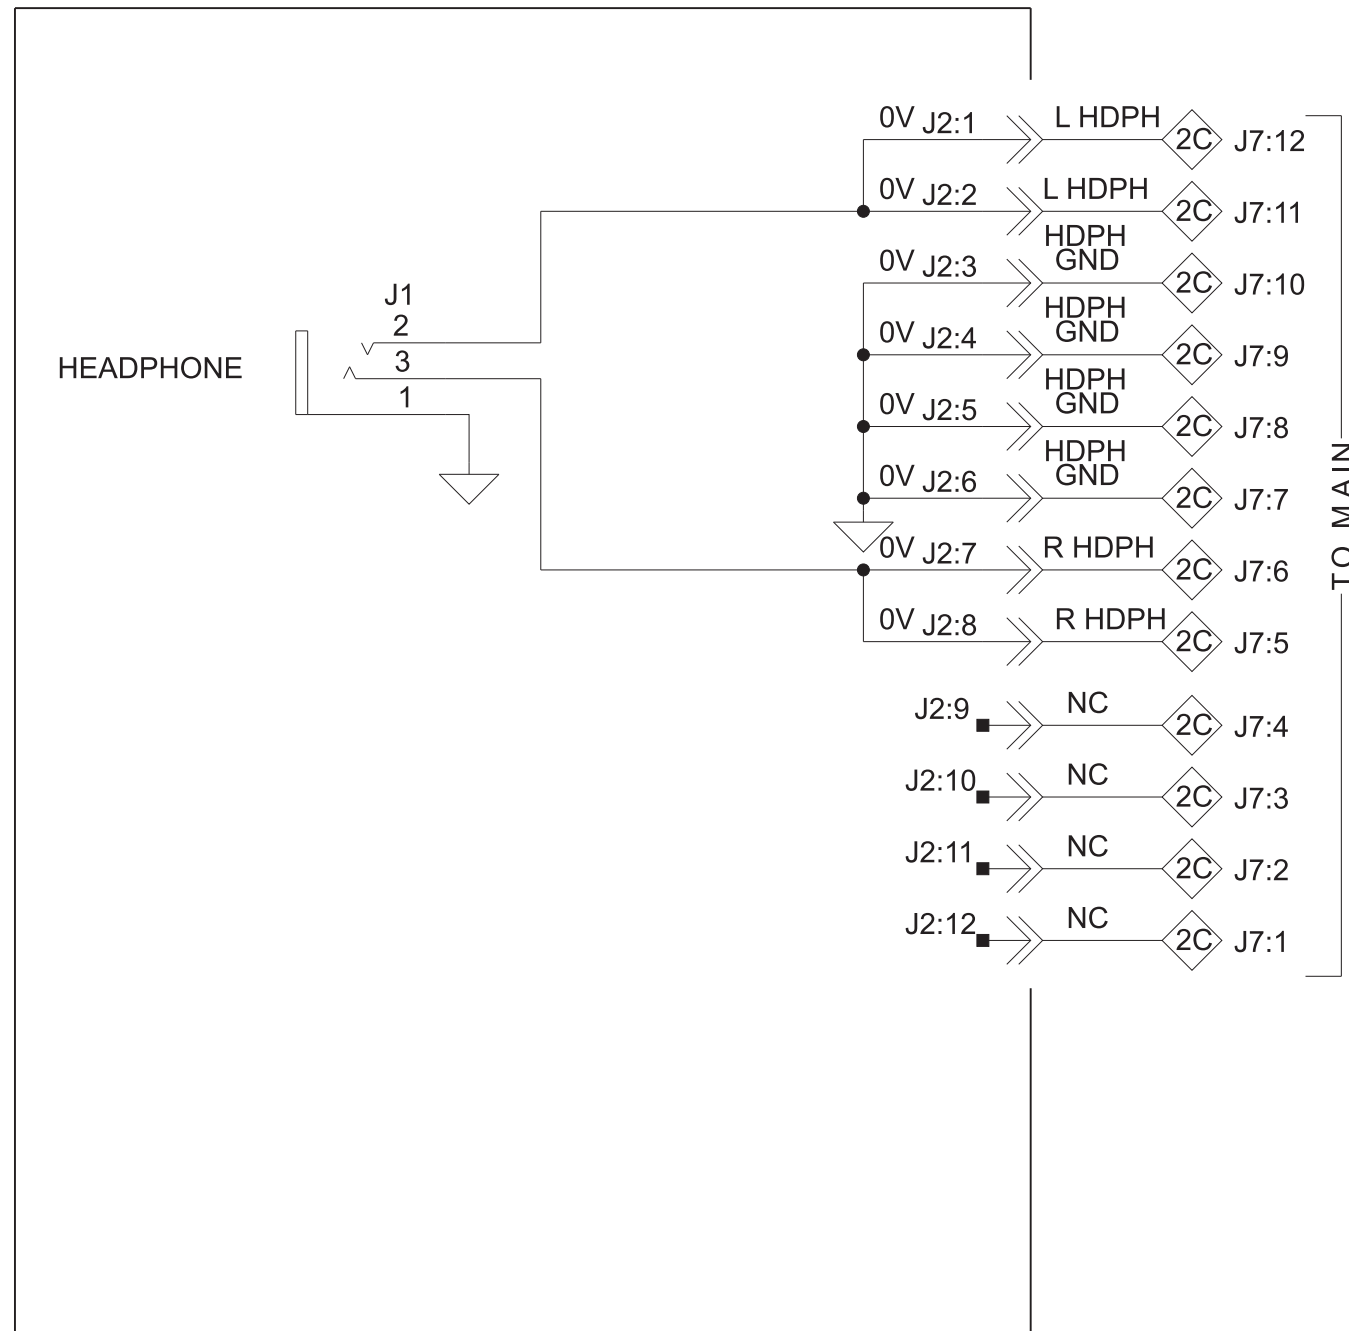 0V J2:1 L HDPH 2C J7:12
0V J2:2 L HDPH 2C J7:11
HDPH
0V J2:3 GND 2C J7:10
J1
HDPH
2 0V J2:4 GND 2C J7:9
HEADPHONE 3
HDPH
1 0V J2:5 GND 2C J7:8
HDPH
0V J2:6 GND 2C J7:7
TO MAIN
0V J2:7 R HDPH 2C J7:6
0V J2:8 R HDPH 2C J7:5
J2:9 NC 2C J7:4
J2:10 NC 2C J7:3
J2:11 NC 2C J7:2
J2:12 NC 2C J7:1